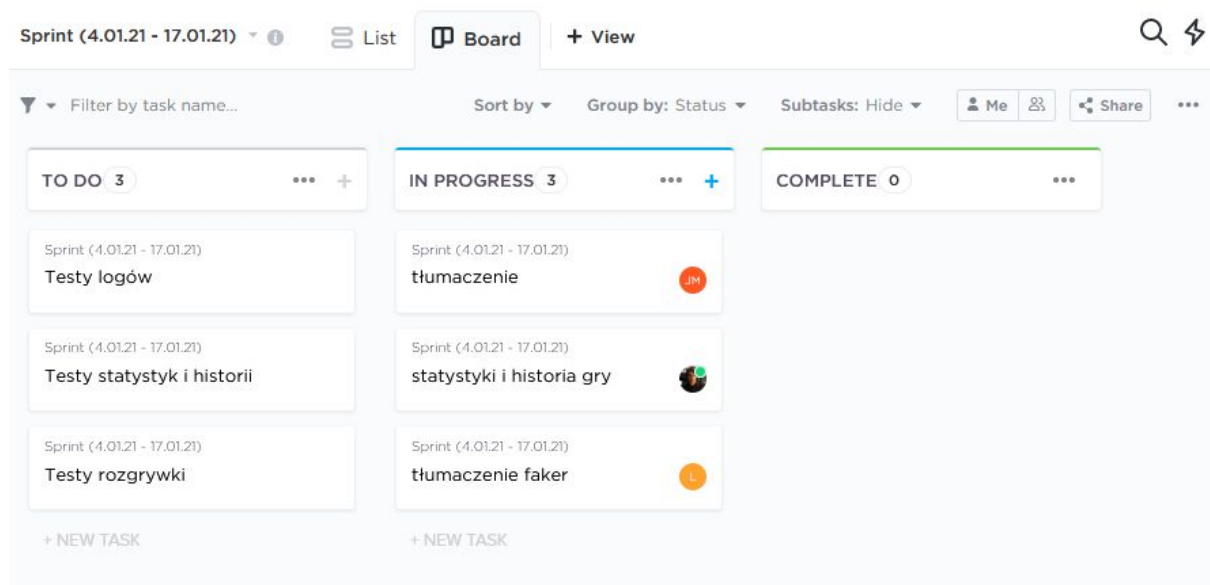 Sprint (4.01.21 - 17.01.21) List Board + View
Filter by task name... Sort by Group by: Status Subtasks: Hide Me Share
TO DO 3
Sprint (4.01.21 - 17.01.21)
Testy logów
Sprint (4.01.21 - 17.01.21)
Testy statystyk i historii
Sprint (4.01.21 - 17.01.21)
Testy rozgrywki
+ NEW TASK
IN PROGRESS 3
Sprint (4.01.21 - 17.01.21)
tłumaczenie JM
Sprint (4.01.21 - 17.01.21)
statystyki i historia gry
Sprint (4.01.21 - 17.01.21)
tłumaczenie faker L
+ NEW TASK
COMPLETE 0